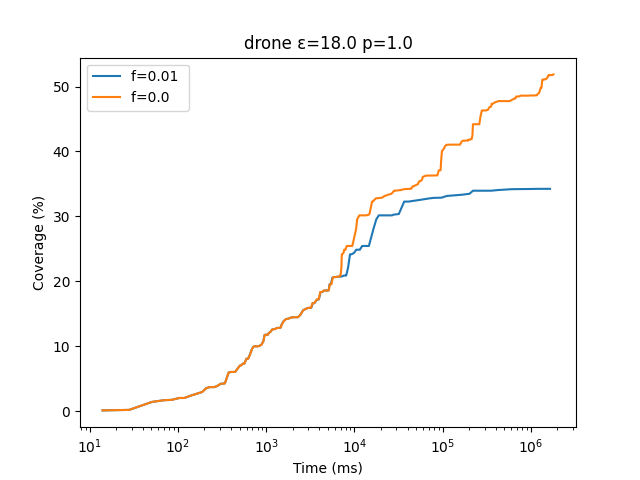 drone ε=18.0 p=1.0
f=0.01
f=0.0
Coverage (%)
50
40
30
20
10
0
10¹ 10² 10³ 10⁴ 10⁵ 10⁶
Time (ms)